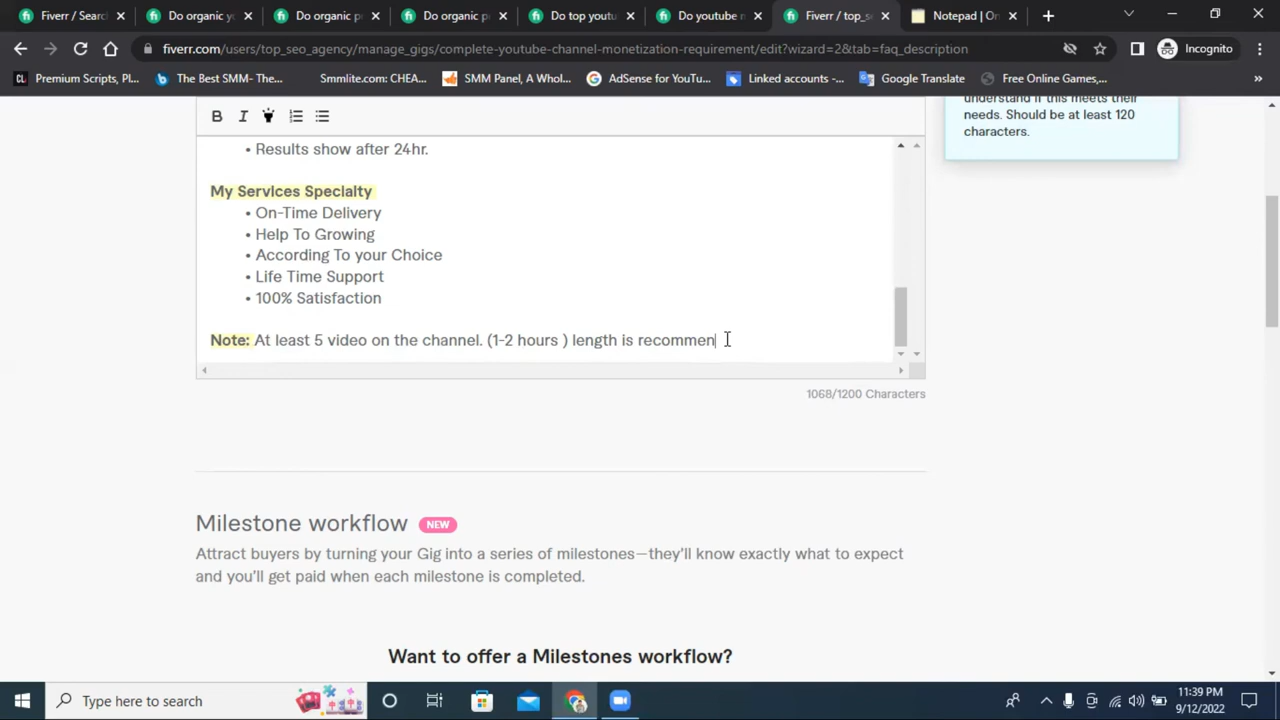 Fiverr / Sear
Do organic y
Do organic p
Do organic p
Do top youtu
Do youtube n
Fiverr / top_s
Notepad | On
fiverr.com/users/top_seo_agency/manage_gigs/complete-youtube-channel-monetization-requirement/edit?wizard=2&tab=faq_description
Incognito
Premium Scripts, Pl...
The Best SMM- The...
Smmlite.com: CHEA...
SMM Panel, A Whol...
AdSense for YouTu...
Linked accounts -...
Google Translate
Free Online Games,...
»
understand if this meets their
needs. Should be at least 120
characters.
B I
• Results show after 24hr.
My Services Specialty
• On-Time Delivery
• Help To Growing
• According To your Choice
• Life Time Support
• 100% Satisfaction
Note: At least 5 video on the channel. (1-2 hours ) length is recommen
1068/1200 Characters
Milestone workflow NEW
Attract buyers by turning your Gig into a series of milestones—they'll know exactly what to expect
and you'll get paid when each milestone is completed.
Want to offer a Milestones workflow?
Type here to search
11:39 PM
9/12/2022